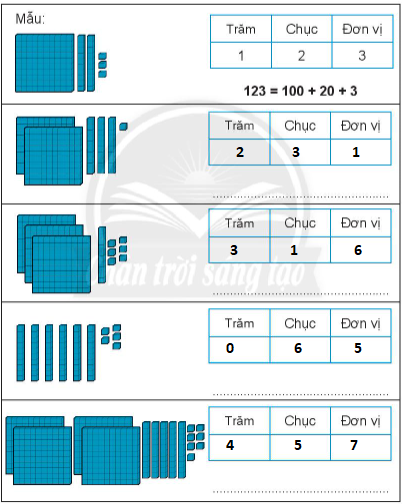 Mẫu:
Trăm Chục Đơn vị
1 2 3
123 = 100 + 20 + 3
Trăm Chục Đơn vị
2 3 1
................................................
Trăm Chục Đơn vị
3 1 6
Chân trời sáng tạo
................................................
Trăm Chục Đơn vị
0 6 5
................................................
Trăm Chục Đơn vị
4 5 7
................................................